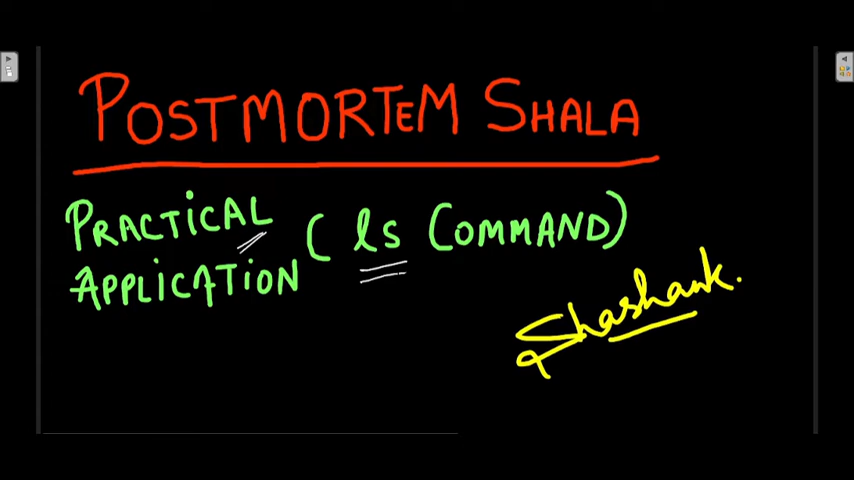 POSTMORTEM SHALA
PRACTICAL
APPLICATION ( ls COMMAND)
Shashank.